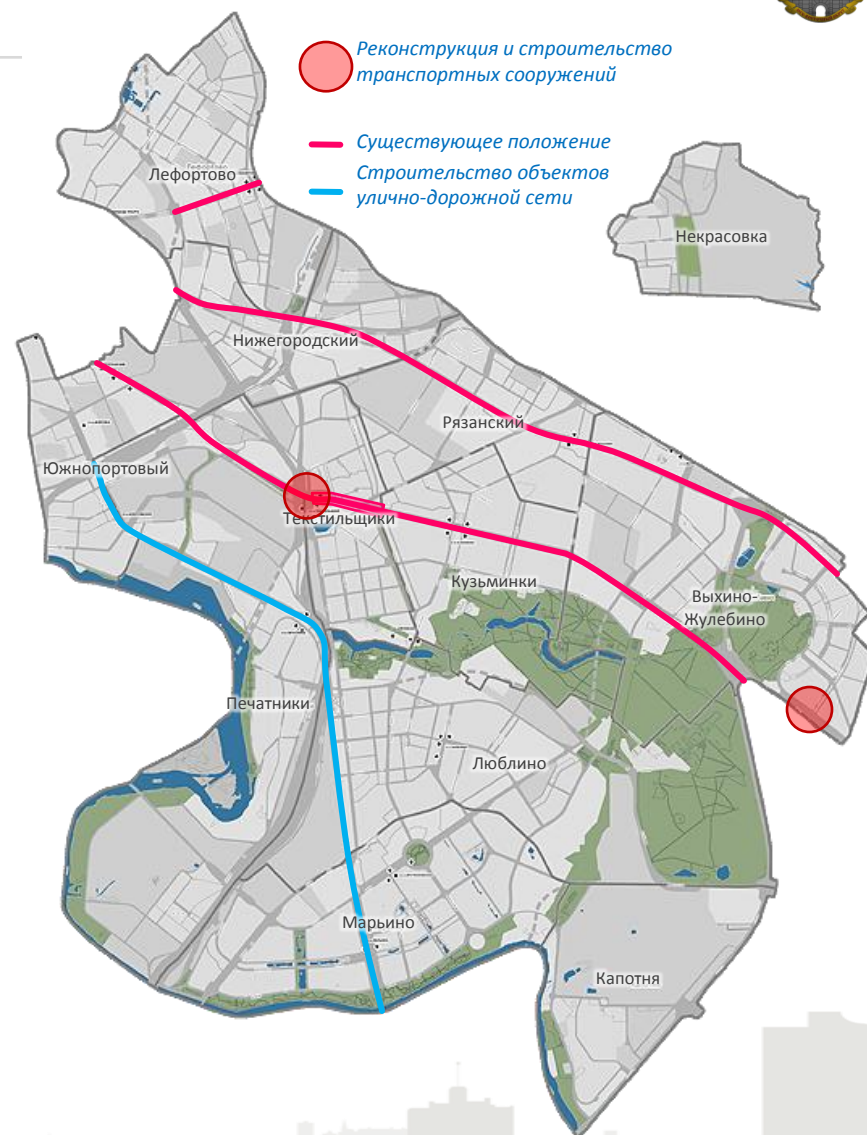 Реконструкция и строительство
транспортных сооружений
Существующее положение
Строительство объектов
улично-дорожной сети
Лефортово
Некрасовка
Нижегородский
Рязанский
Южнопортовый
Текстильщики
Кузьминки
Выхино-
Жулебино
Печатники
Люблино
Марьино
Капотня